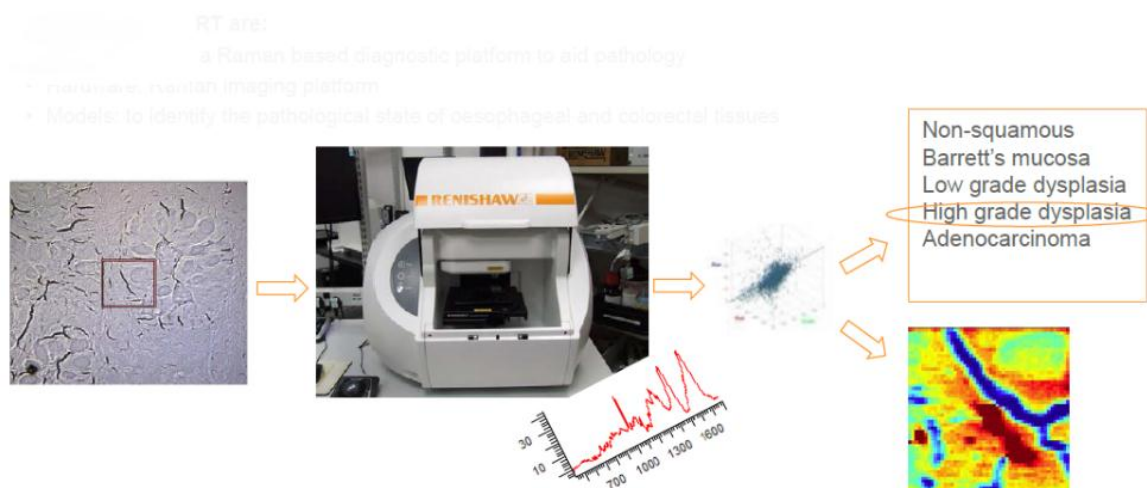 RT are:
a Raman based diagnostic platform to aid pathology
• Hardware: Raman imaging platform
• Models: to identify the pathological state of oesophageal and colorectal tissues
RENISHAW
Non-squamous
Barrett's mucosa
Low grade dysplasia
High grade dysplasia
Adenocarcinoma
30
10
700
1000
1300
1600